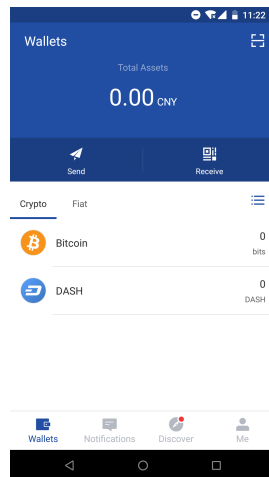 11:22
Wallets
Total Assets
0.00 CNY
Send Receive
Crypto Fiat
Bitcoin 0
bits
DASH 0
DASH
Wallets Notifications Discover Me